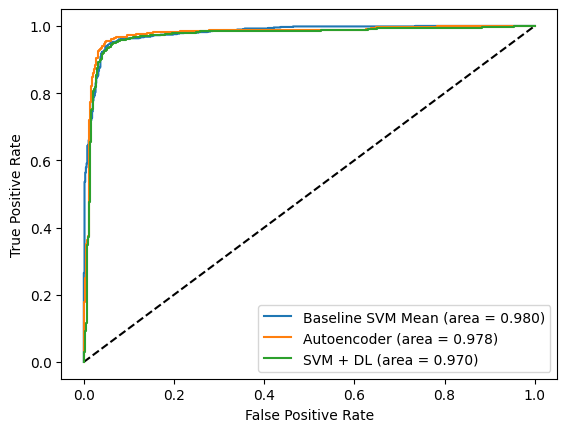 True Positive Rate
1.0
0.8
0.6
0.4
0.2
0.0
Baseline SVM Mean (area = 0.980)
Autoencoder (area = 0.978)
SVM + DL (area = 0.970)
0.0 0.2 0.4 0.6 0.8 1.0
False Positive Rate